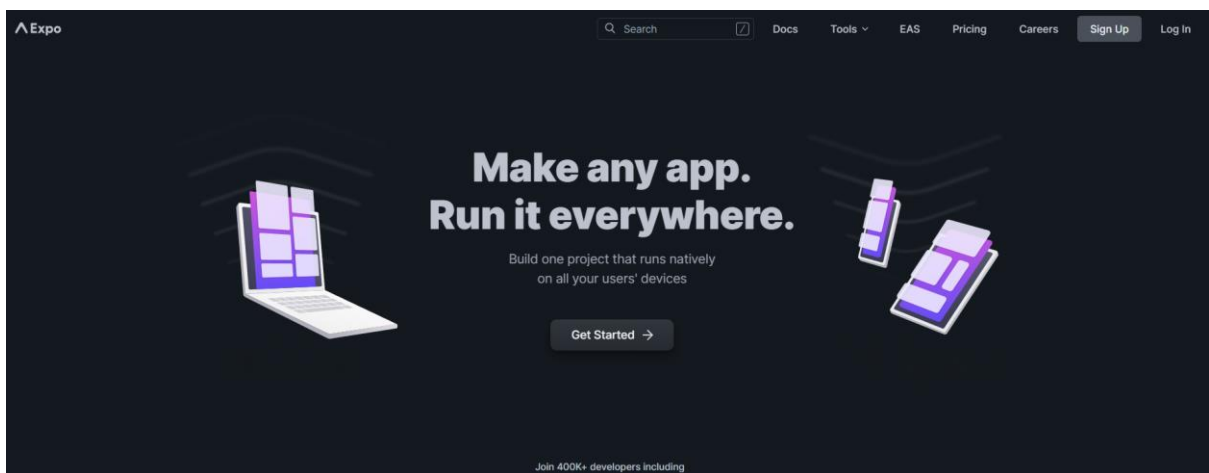 Expo
Search /
Docs
Tools
EAS
Pricing
Careers
Sign Up
Log In
Make any app.
Run it everywhere.
Build one project that runs natively
on all your users' devices
Get Started →
Join 400K+ developers including